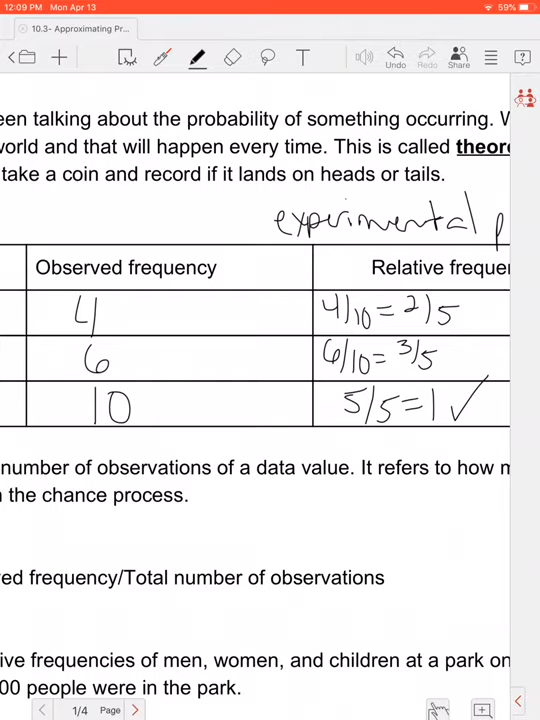 12:09 PM Mon Apr 13 59%
10.3- Approximating Pr...
Undo Redo Share
een talking about the probability of something occurring. W
world and that will happen every time. This is called theor
take a coin and record if it lands on heads or tails.
experimental p
Observed frequency Relative freque
4 4/10 = 2/5
6 6/10 = 3/5
10 5/5 = 1 ✓
number of observations of a data value. It refers to how m
n the chance process.
ved frequency/Total number of observations
ive frequencies of men, women, and children at a park on
00 people were in the park.
1/4 Page